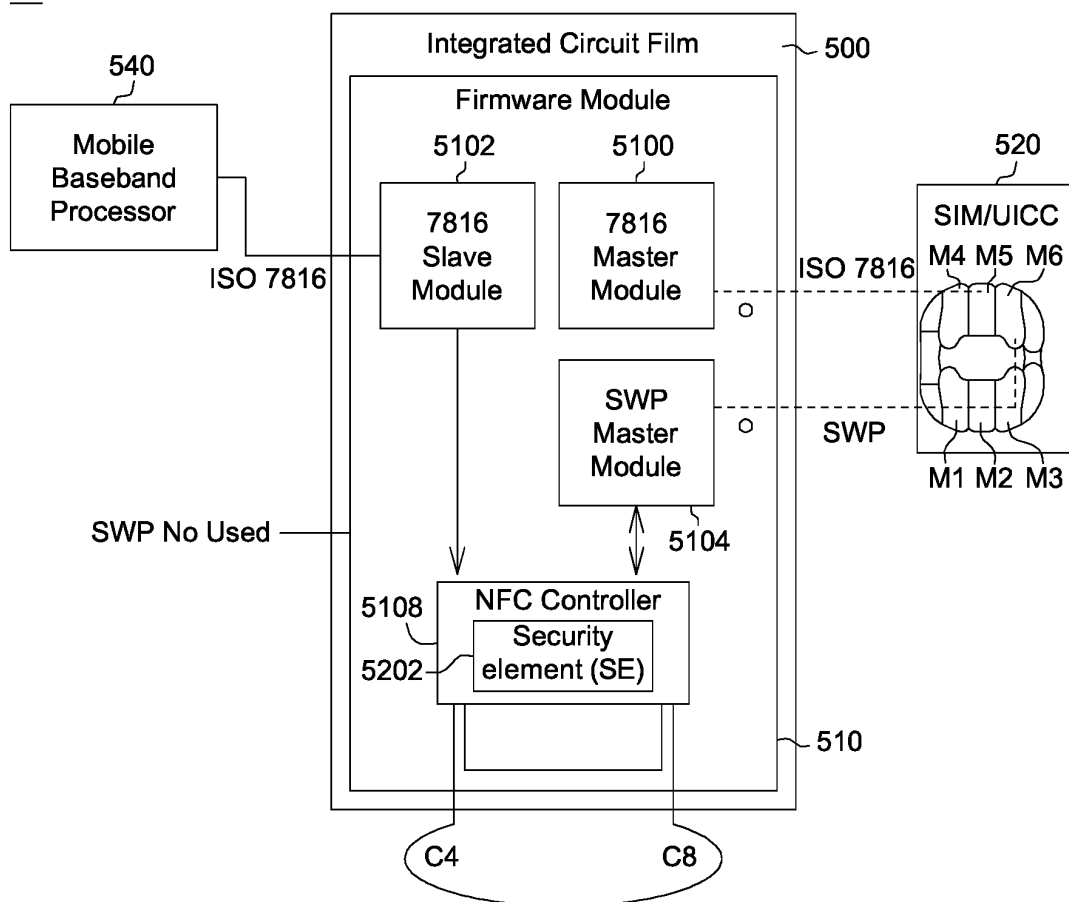 Integrated Circuit Film
500
540
Firmware Module
Mobile
Baseband
Processor
5102
5100
520
7816
Slave
Module
7816
Master
Module
SIM/UICC
ISO 7816
ISO 7816
M4 M5 M6
SWP
Master
Module
SWP
M1 M2 M3
SWP No Used
5104
NFC Controller
5108
Security
element (SE)
5202
510
C4
C8